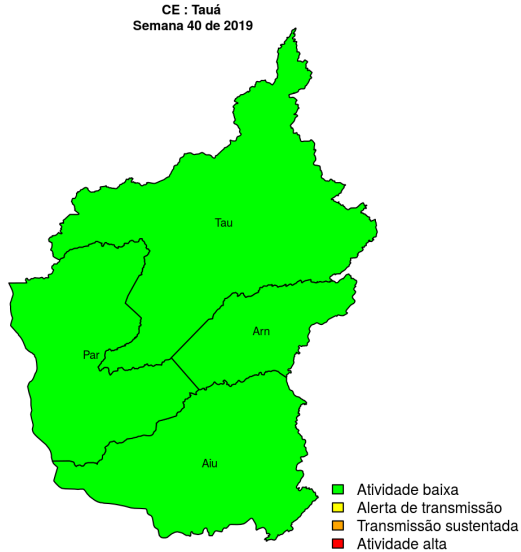 CE : Tauá
Semana 40 de 2019
Tau
Arn
Par
Aiu
Atividade baixa
Alerta de transmissão
Transmissão sustentada
Atividade alta